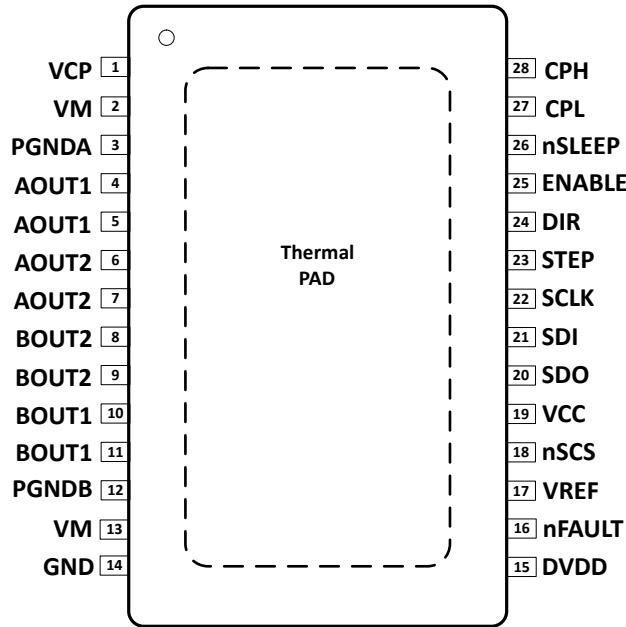 VCP 1
VM 2
PGNDA 3
AOUT1 4
AOUT1 5
AOUT2 6
AOUT2 7
BOUT2 8
BOUT2 9
BOUT1 10
BOUT1 11
PGNDB 12
VM 13
GND 14
Thermal
PAD
28 CPH
27 CPL
26 nSLEEP
25 ENABLE
24 DIR
23 STEP
22 SCLK
21 SDI
20 SDO
19 VCC
18 nSCS
17 VREF
16 nFAULT
15 DVDD